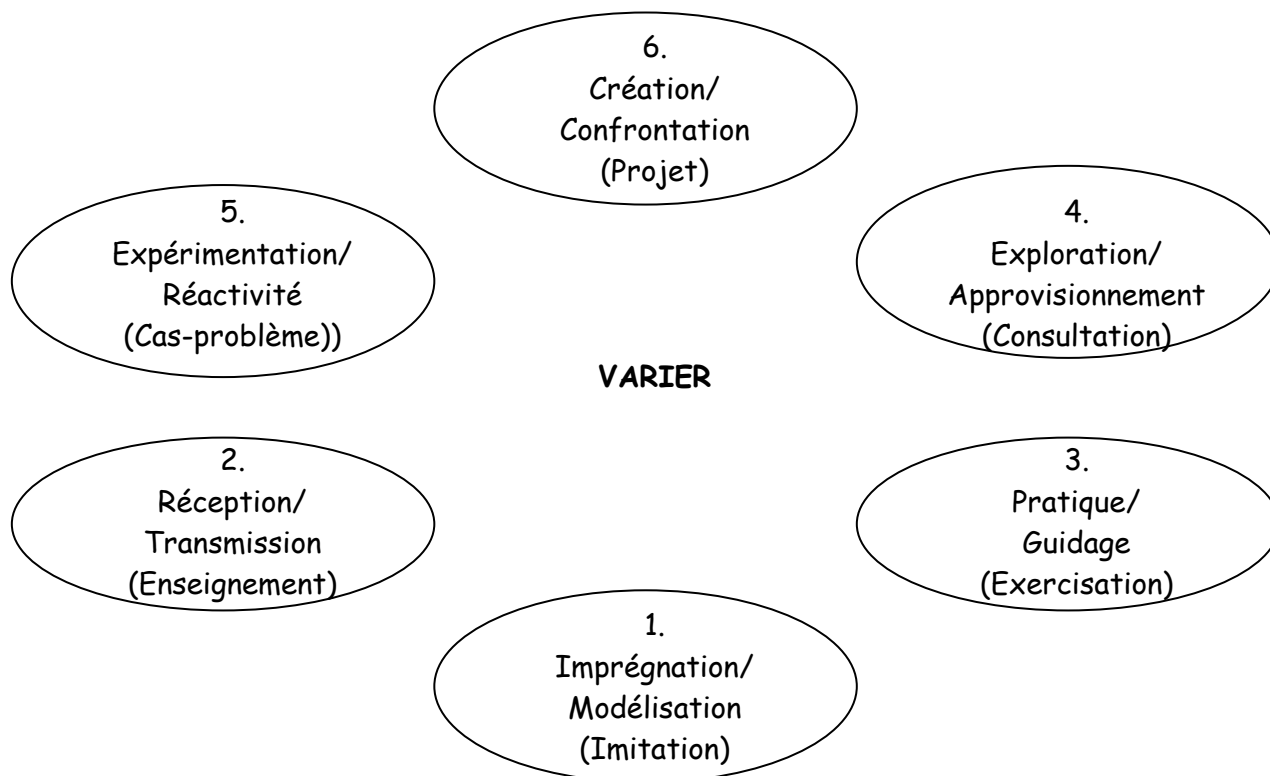 6.
Création/
Confrontation
(Projet)
5.
Expérimentation/
Réactivité
(Cas-problème))
4.
Exploration/
Approvisionnement
(Consultation)
VARIER
2.
Réception/
Transmission
(Enseignement)
3.
Pratique/
Guidage
(Exercisation)
1.
Imprégnation/
Modélisation
(Imitation)